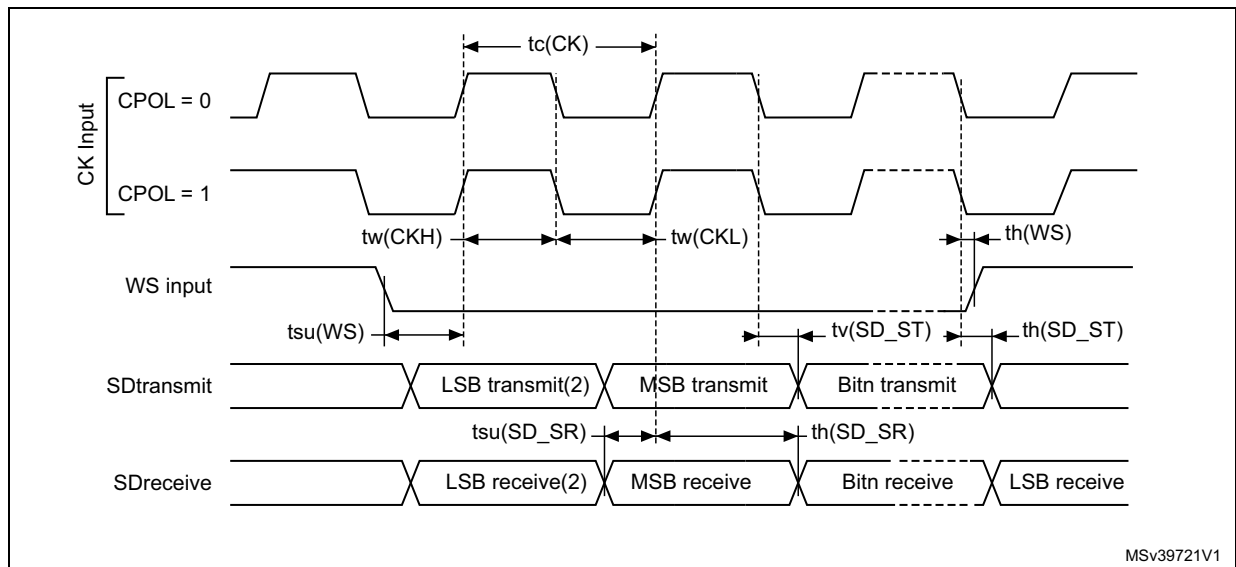 tc(CK)
CK Input
CPOL = 0
CPOL = 1
tw(CKH)
tw(CKL)
th(WS)
WS input
tsu(WS)
tv(SD_ST)
th(SD_ST)
SDtransmit
LSB transmit(2)
MSB transmit
Bitn transmit
tsu(SD_SR)
th(SD_SR)
SDreceive
LSB receive(2)
MSB receive
Bitn receive
LSB receive
MSv39721V1